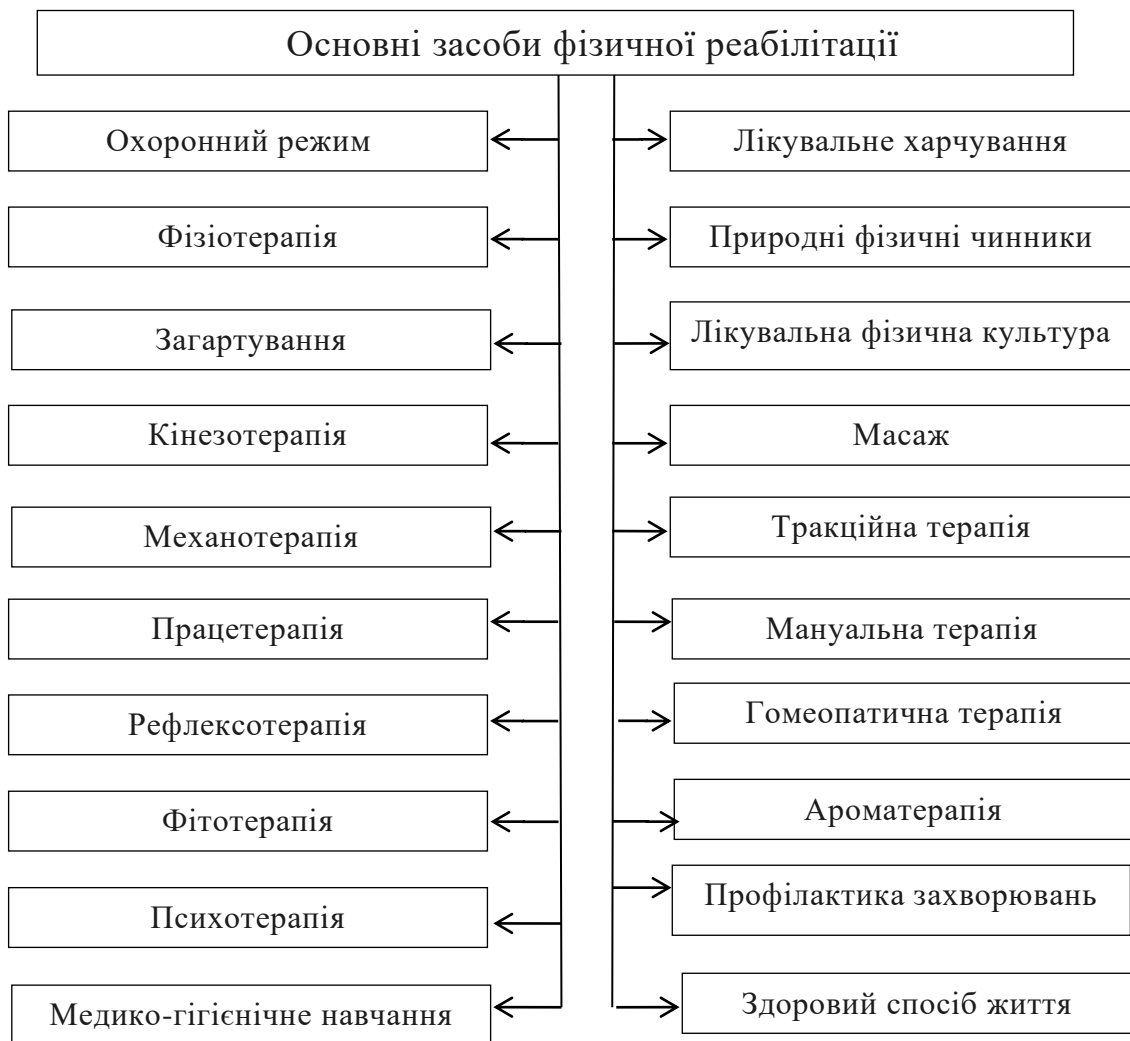 Основні засоби фізичної реабілітації
Охоронний режим
Лікувальне харчування
Фізіотерапія
Природні фізичні чинники
Загартування
Лікувальна фізична культура
Кінезотерапія
Масаж
Механотерапія
Тракційна терапія
Працетерапія
Мануальна терапія
Рефлексотерапія
Гомеопатична терапія
Фітотерапія
Ароматерапія
Психотерапія
Профілактика захворювань
Медико-гігієнічне навчання
Здоровий спосіб життя